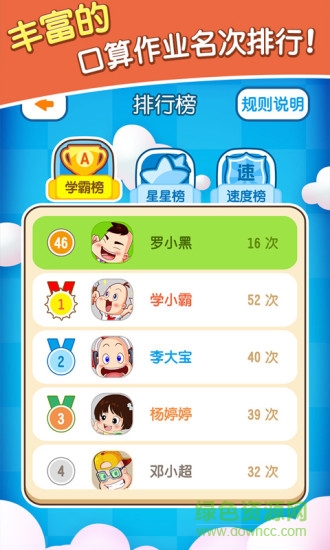 丰富的
口算作业名次排行！
排行榜
规则说明
A
速
学霸榜
星星榜
速度榜
46 罗小黑 16 次
1 学小霸 52 次
2 李大宝 40 次
3 杨婷婷 39 次
4 邓小超 32 次
绿色资源网
www.downcc.com